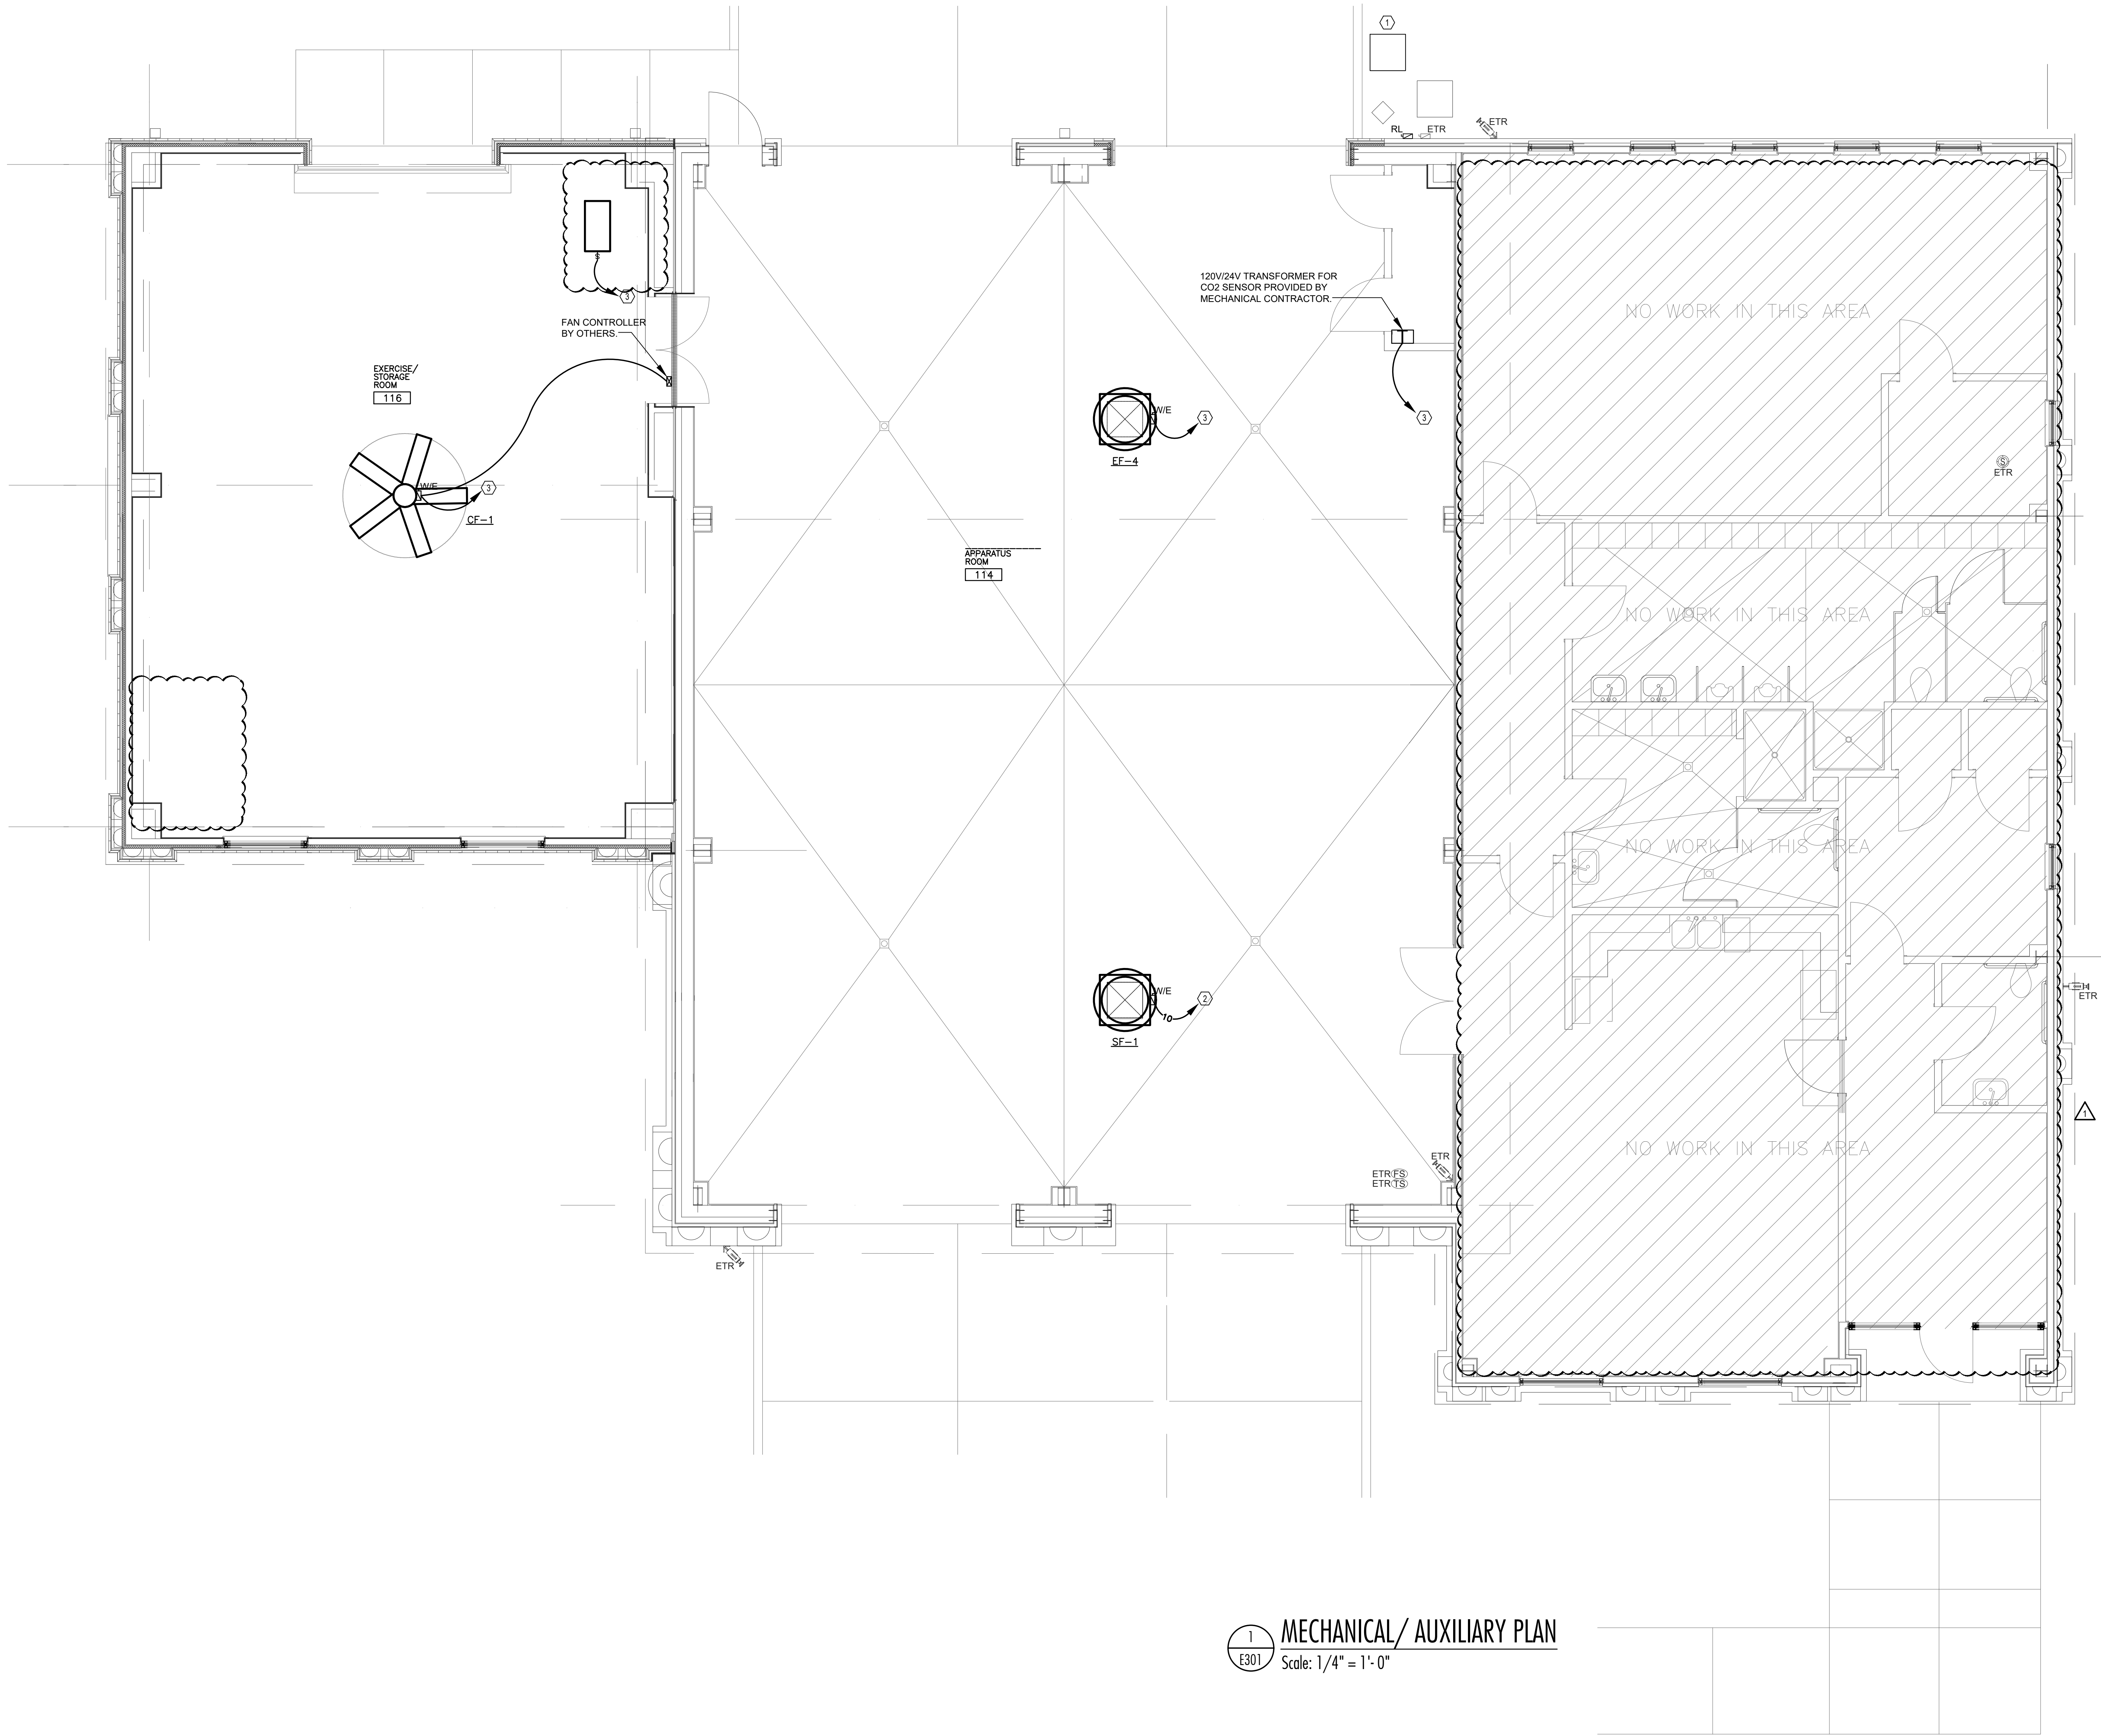 1
RL
ETR
ETR
S
3
120V/24V TRANSFORMER FOR
CO2 SENSOR PROVIDED BY
MECHANICAL CONTRACTOR.
NO WORK IN THIS AREA
FAN CONTROLLER
BY OTHERS.
EXERCISE/
STORAGE
ROOM
116
W/E
3
EF-4
3
W/E
3
CF-1
S
ETR
APPARATUS
ROOM
114
NO WORK IN THIS AREA
NO WORK IN THIS AREA
W/E
2
10
SF-1
ETR
1
NO WORK IN THIS AREA
ETR
ETR FS
ETR TS
ETR
1
E301
MECHANICAL/ AUXILIARY PLAN
Scale: 1/4" = 1'- 0"